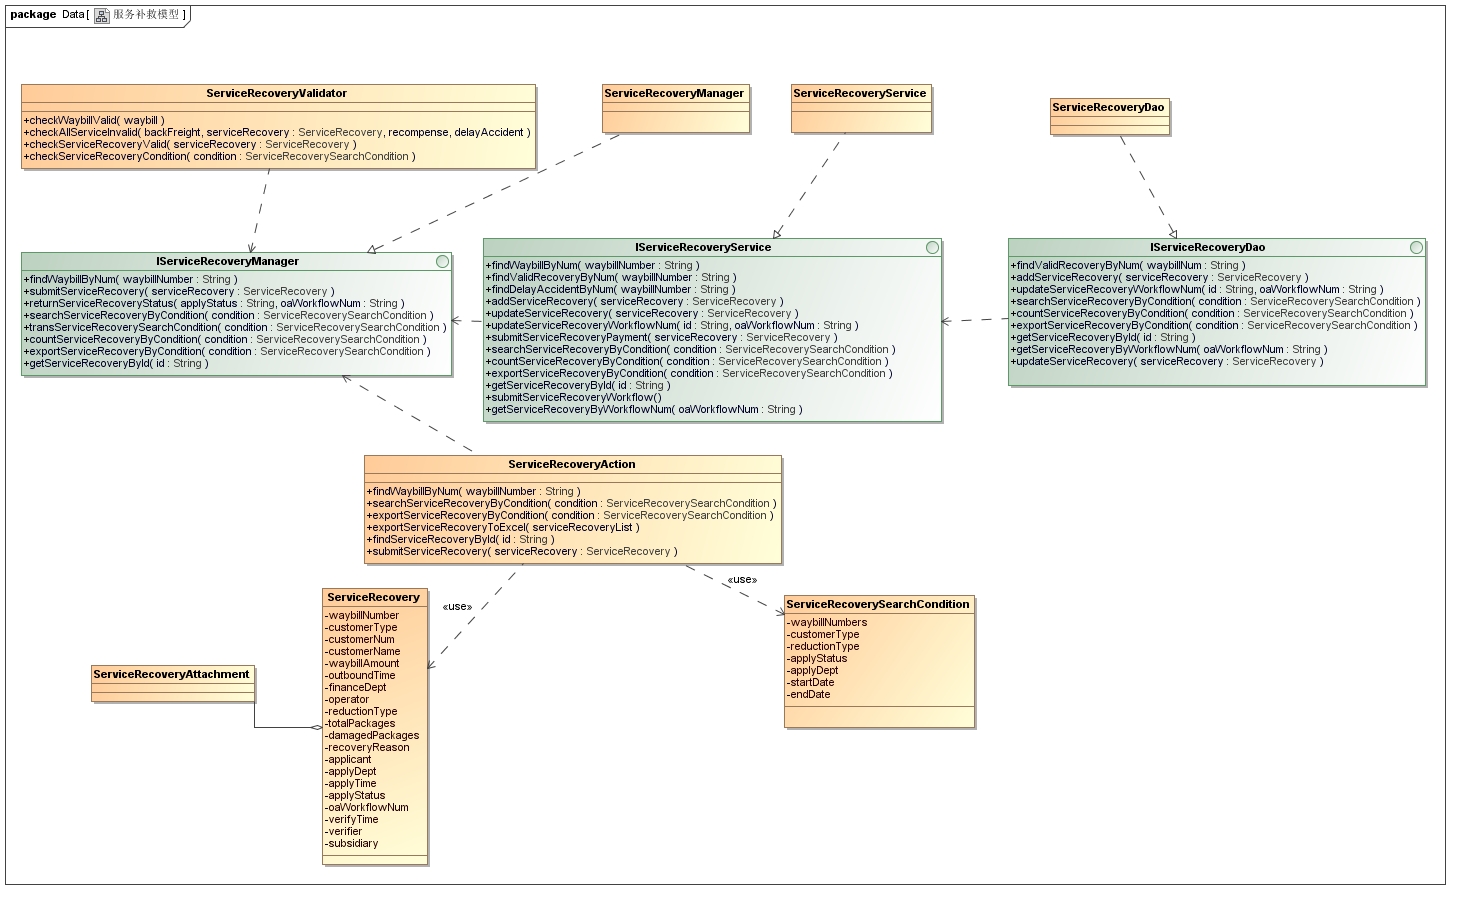 package Data[ 服务补救模型 ]
ServiceRecoveryValidator
+checkWaybillValid( waybill )
+checkAllServiceInvalid( backFreight, serviceRecovery : ServiceRecovery, recompense, delayAccident )
+checkServiceRecoveryValid( serviceRecovery : ServiceRecovery )
+checkServiceRecoveryCondition( condition : ServiceRecoverySearchCondition )
ServiceRecoveryManager
ServiceRecoveryService
ServiceRecoveryDao
IServiceRecoveryManager
+findWaybillByNum( waybillNumber : String )
+submitServiceRecovery( serviceRecovery : ServiceRecovery )
+returnServiceRecoveryStatus( applyStatus : String, oaWorkflowNum : String )
+searchServiceRecoveryByCondition( condition : ServiceRecoverySearchCondition )
+transServiceRecoverySearchCondition( condition : ServiceRecoverySearchCondition )
+countServiceRecoveryByCondition( condition : ServiceRecoverySearchCondition )
+exportServiceRecoveryByCondition( condition : ServiceRecoverySearchCondition )
+getServiceRecoveryById( id : String )
IServiceRecoveryService
+findWaybillByNum( waybillNumber : String )
+findValidRecoveryByNum( waybillNumber : String )
+findDelayAccidentByNum( waybillNumber : String )
+addServiceRecovery( serviceRecovery : ServiceRecovery )
+updateServiceRecovery( serviceRecovery : ServiceRecovery )
+updateServiceRecoveryWorkflowNum( id : String, oaWorkflowNum : String )
+submitServiceRecoveryPayment( serviceRecovery : ServiceRecovery )
+searchServiceRecoveryByCondition( condition : ServiceRecoverySearchCondition )
+countServiceRecoveryByCondition( condition : ServiceRecoverySearchCondition )
+exportServiceRecoveryByCondition( condition : ServiceRecoverySearchCondition )
+getServiceRecoveryById( id : String )
+submitServiceRecoveryWorkflow()
+getServiceRecoveryByWorkflowNum( oaWorkflowNum : String )
IServiceRecoveryDao
+findValidRecoveryByNum( waybillNum : String )
+addServiceRecovery( serviceRecovery : ServiceRecovery )
+updateServiceRecoveryWorkflowNum( id : String, oaWorkflowNum : String )
+searchServiceRecoveryByCondition( condition : ServiceRecoverySearchCondition )
+countServiceRecoveryByCondition( condition : ServiceRecoverySearchCondition )
+exportServiceRecoveryByCondition( condition : ServiceRecoverySearchCondition )
+getServiceRecoveryById( id : String )
+getServiceRecoveryByWorkflowNum( oaWorkflowNum : String )
+updateServiceRecovery( serviceRecovery : ServiceRecovery )
ServiceRecoveryAction
+findWaybillByNum( waybillNumber : String )
+searchServiceRecoveryByCondition( condition : ServiceRecoverySearchCondition )
+exportServiceRecoveryByCondition( condition : ServiceRecoverySearchCondition )
+exportServiceRecoveryToExcel( serviceRecoveryList )
+findServiceRecoveryById( id : String )
+submitServiceRecovery( serviceRecovery : ServiceRecovery )
«use»
«use»
ServiceRecovery
-waybillNumber
-customerType
-customerNum
-customerName
-waybillAmount
-outboundTime
-financeDept
-operator
-reductionType
-totalPackages
-damagedPackages
-recoveryReason
-applicant
-applyDept
-applyTime
-applyStatus
-oaWorkflowNum
-verifyTime
-verifier
-subsidiary
ServiceRecoverySearchCondition
-waybillNumbers
-customerType
-reductionType
-applyStatus
-applyDept
-startDate
-endDate
ServiceRecoveryAttachment